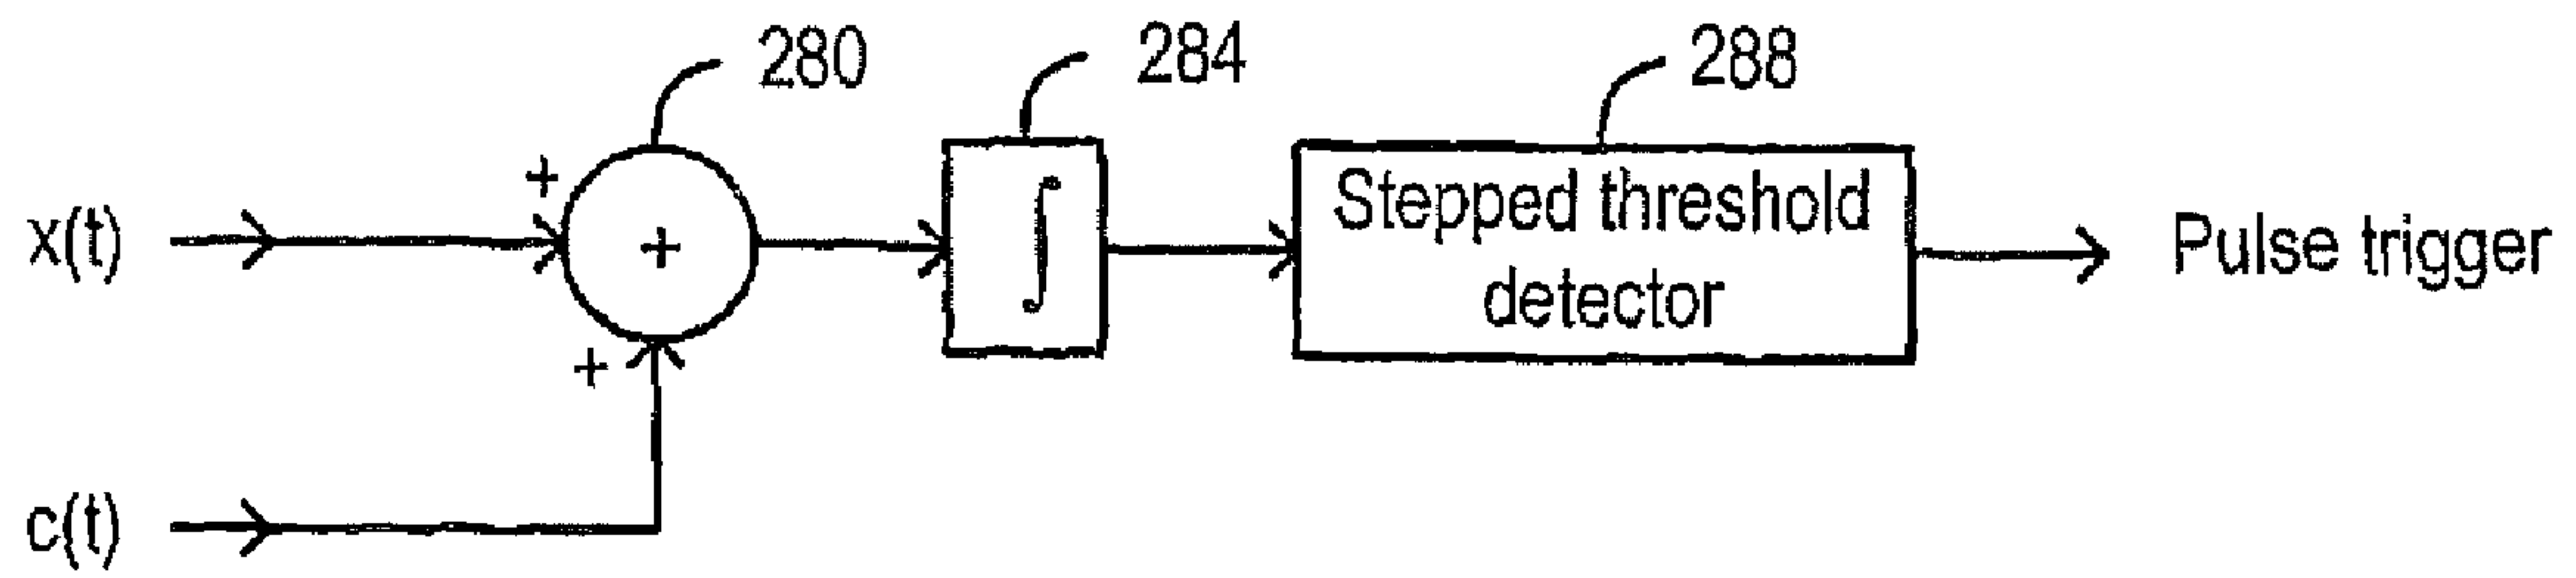 280
284
288
+
x(t)
+
∫
Stepped threshold
detector
Pulse trigger
+
c(t)